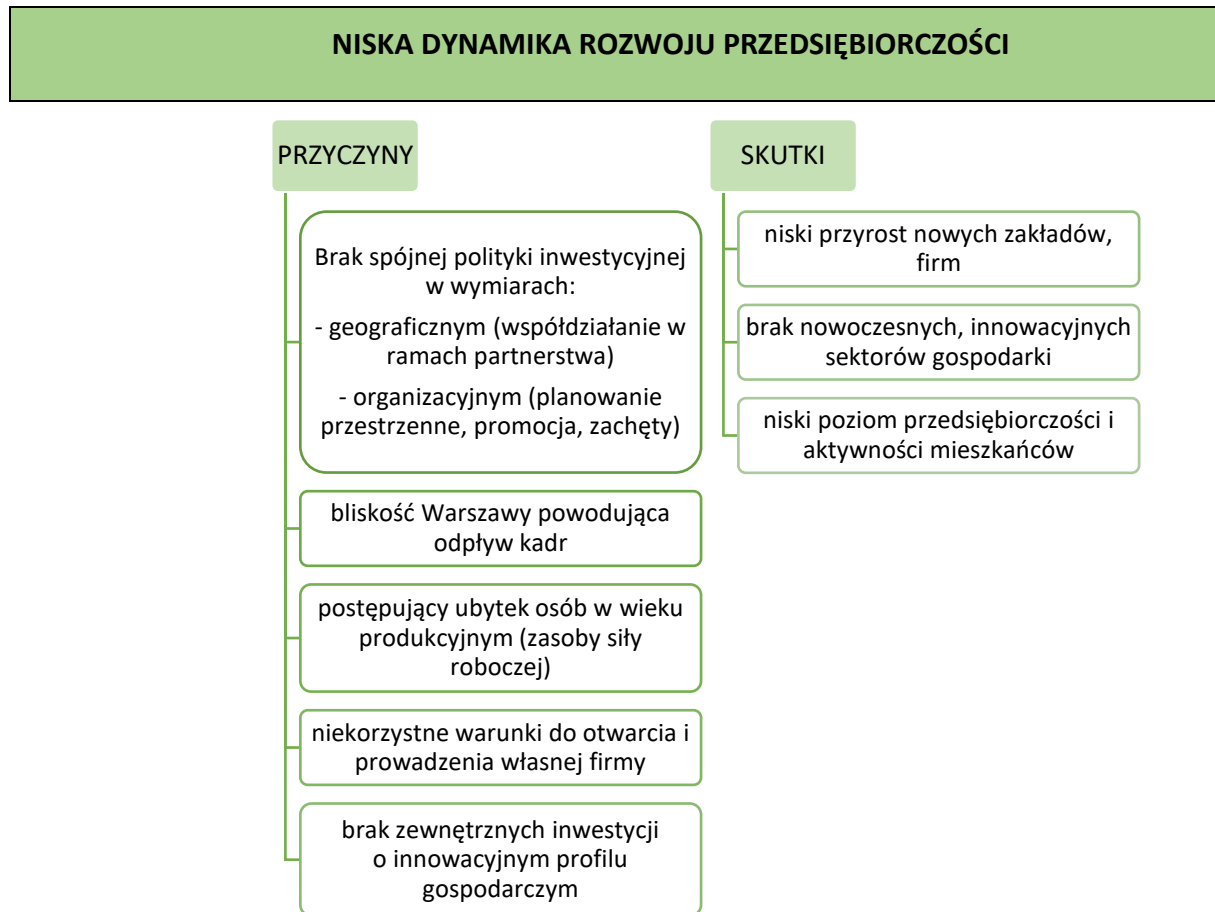 NISKA DYNAMIKA ROZWOJU PRZEDSIĘBIORCZOŚCI
PRZYCZYNY
Brak spójnej polityki inwestycyjnej
w wymiarach:
- geograficznym (współdziałanie w
ramach partnerstwa)
- organizacyjnym (planowanie
przestrzenne, promocja, zachęty)
bliskość Warszawy powodująca
odpływ kadr
postępujący ubytek osób w wieku
produkcyjnym (zasoby siły
roboczej)
niekorzystne warunki do otwarcia i
prowadzenia własnej firmy
brak zewnętrznych inwestycji
o innowacyjnym profilu
gospodarczym
SKUTKI
niski przyrost nowych zakładów,
firm
brak nowoczesnych, innowacyjnych
sektorów gospodarki
niski poziom przedsiębiorczości i
aktywności mieszkańców